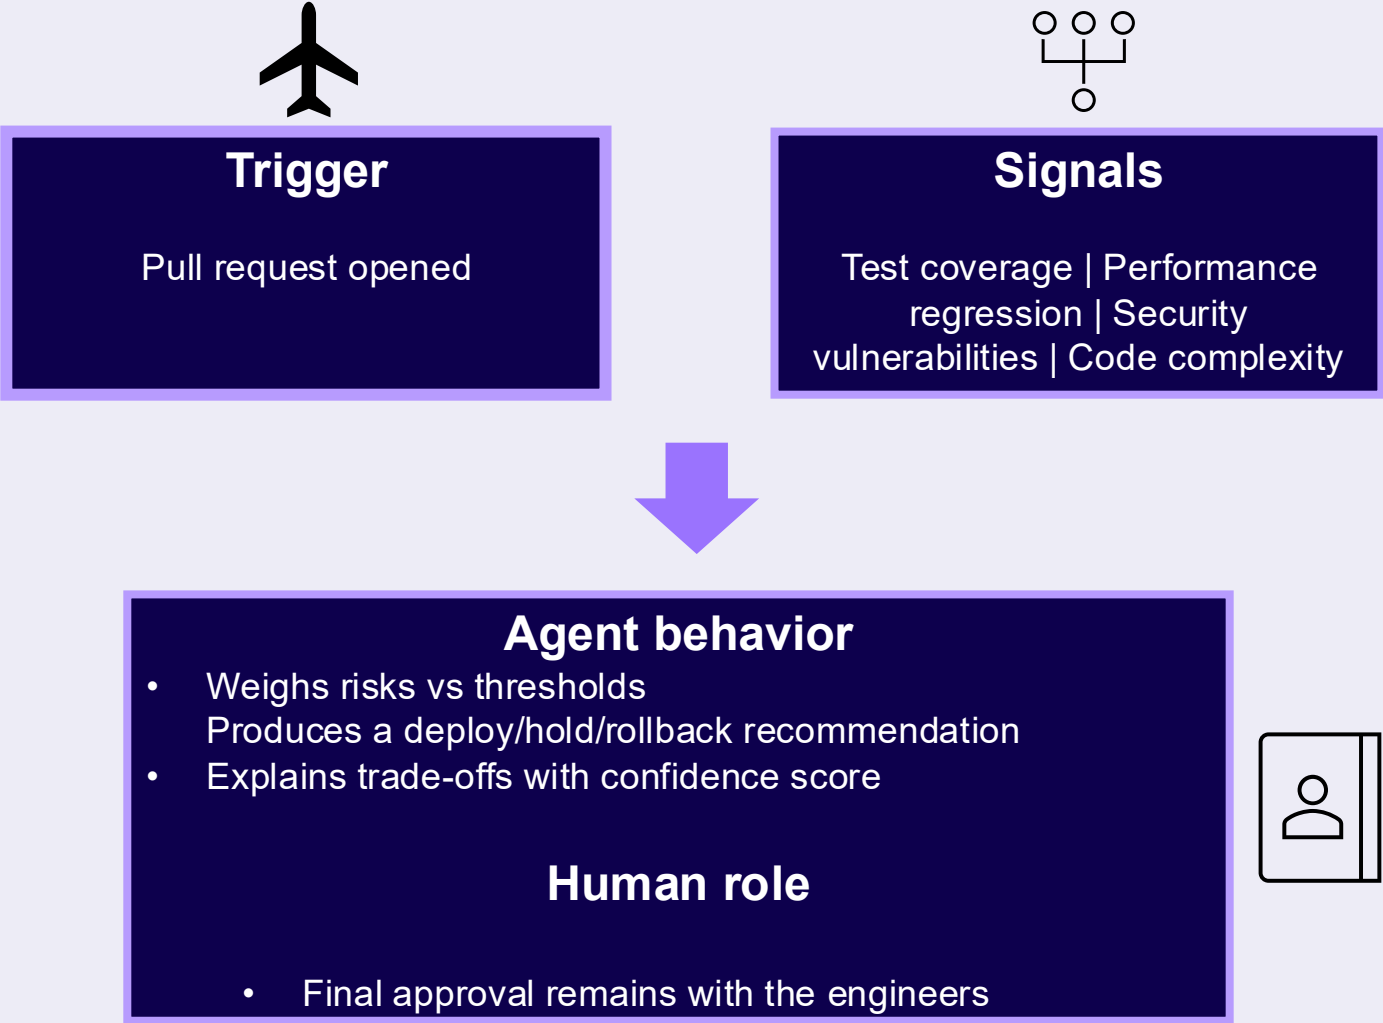 Trigger
Pull request opened
Signals
Test coverage | Performance
regression | Security
vulnerabilities | Code complexity
Agent behavior
• Weighs risks vs thresholds
Produces a deploy/hold/rollback recommendation
• Explains trade-offs with confidence score
Human role
• Final approval remains with the engineers